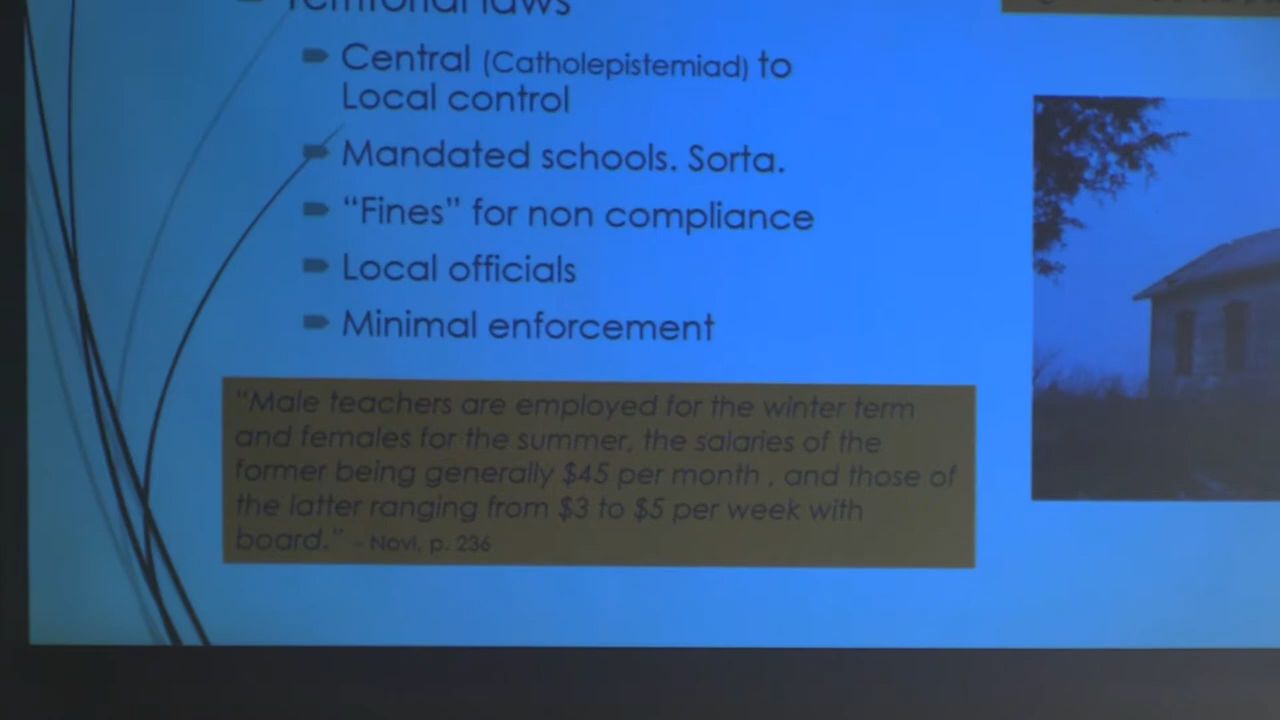 Territorial laws
Central (Catholepistemiad) to
Local control
Mandated schools. Sorta.
“Fines” for non compliance
Local officials
Minimal enforcement
“Male teachers are employed for the winter term
and females for the summer, the salaries of the
former being generally $45 per month , and those of
the latter ranging from $3 to $5 per week with
board.” – Novi, p. 236